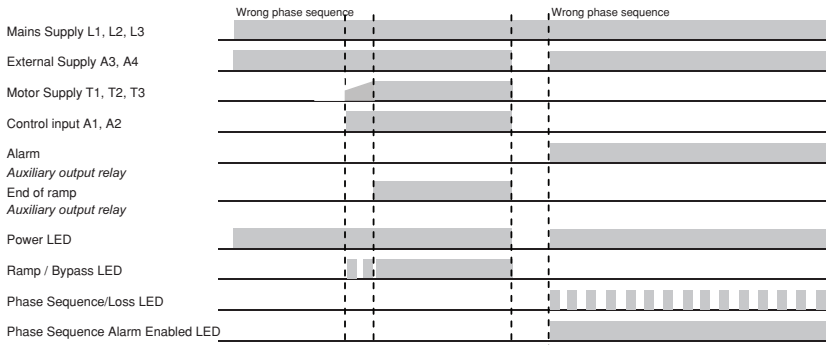 Wrong phase sequence
Wrong phase sequence
Mains Supply L1, L2, L3
External Supply A3, A4
Motor Supply T1, T2, T3
Control input A1, A2
Alarm
Auxiliary output relay
End of ramp
Auxiliary output relay
Power LED
Ramp / Bypass LED
Phase Sequence/Loss LED
Phase Sequence Alarm Enabled LED